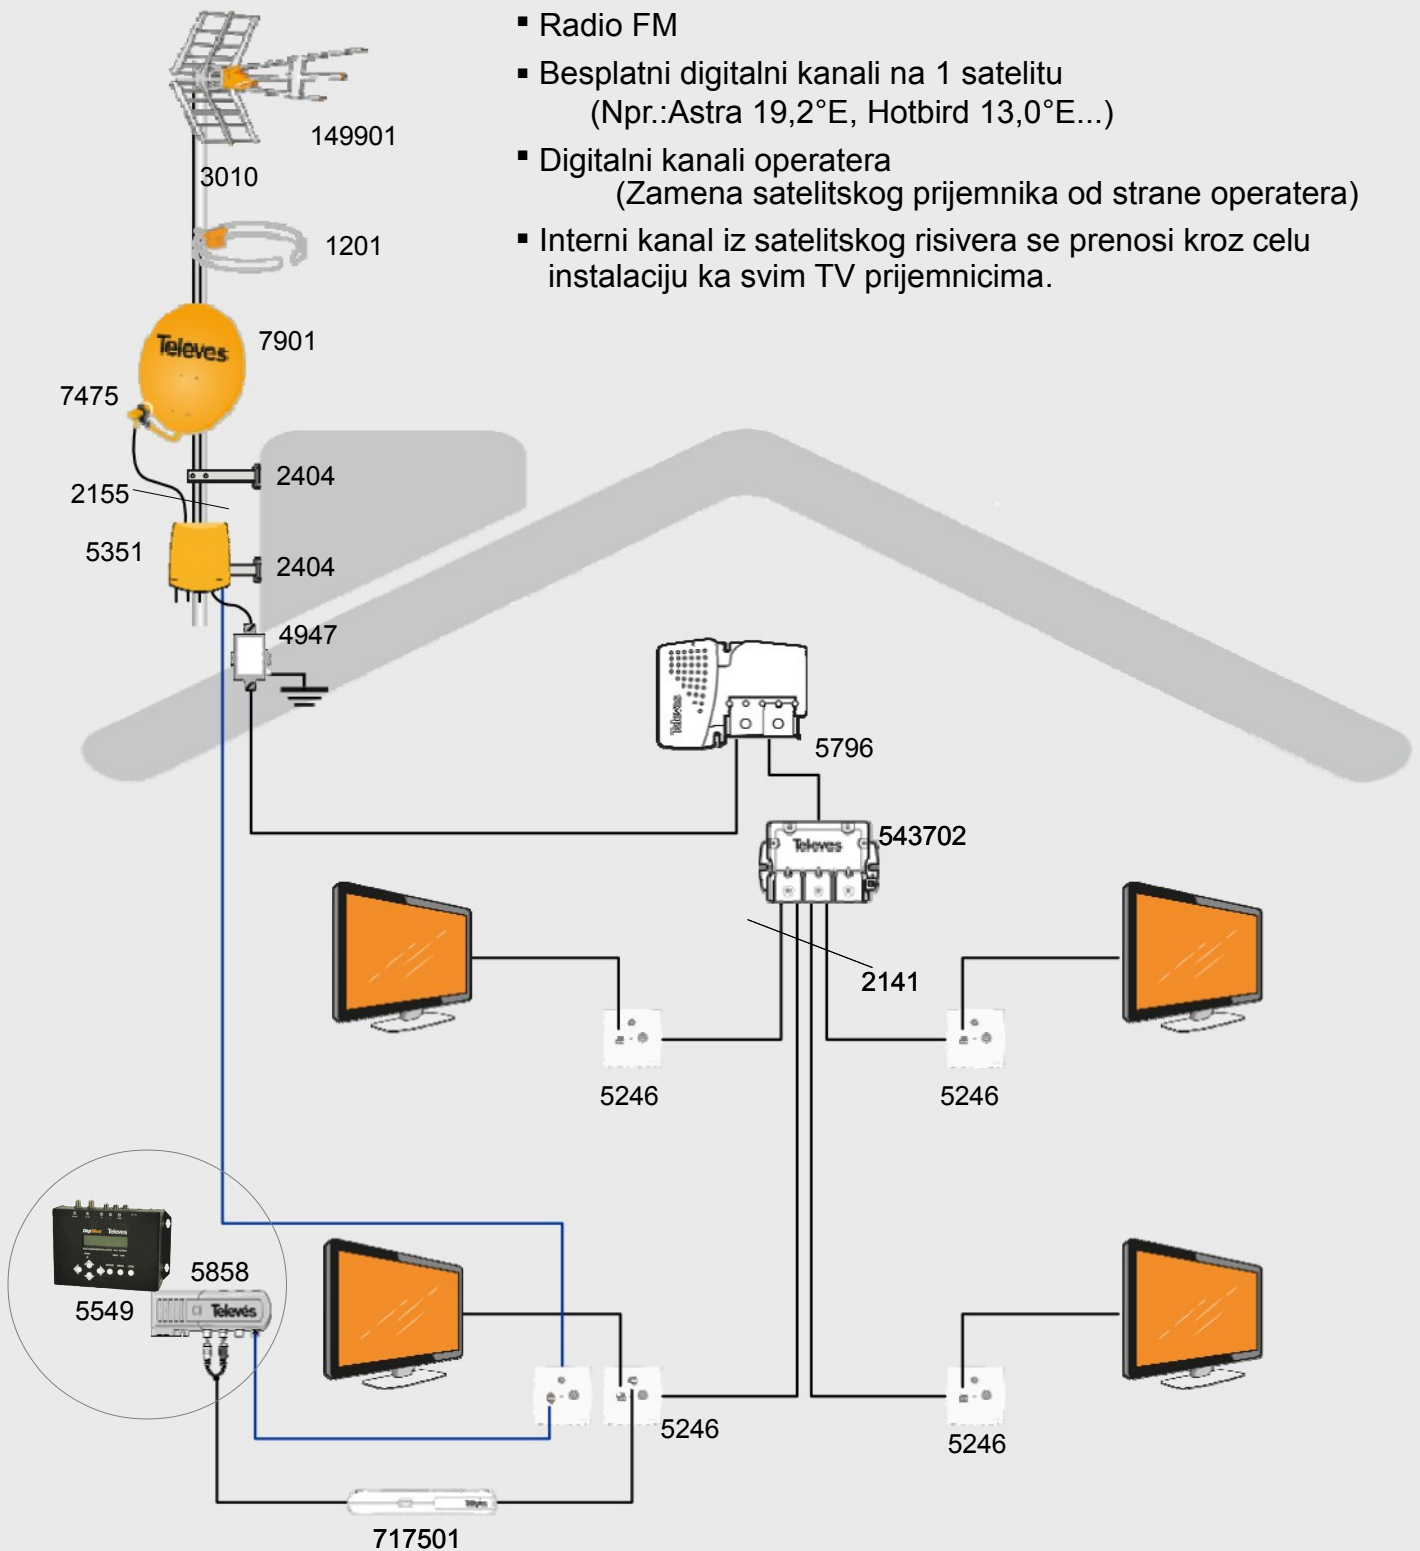 ▪ Radio FM
▪ Besplatni digitalni kanali na 1 satelitu
(Npr.:Astra 19,2°E, Hotbird 13,0°E...)
▪ Digitalni kanali operatera
(Zamena satelitskog prijemnika od strane operatera)
▪ Interni kanal iz satelitskog risivera se prenosi kroz celu
instalaciju ka svim TV prijemnicima.
149901
3010
1201
7901
Televes
7475
2404
2155
5351
2404
4947
Televes
5796
543702
Televes
2141
5246
5246
Televes
5858
5549
Televés
5246
5246
Televes
717501